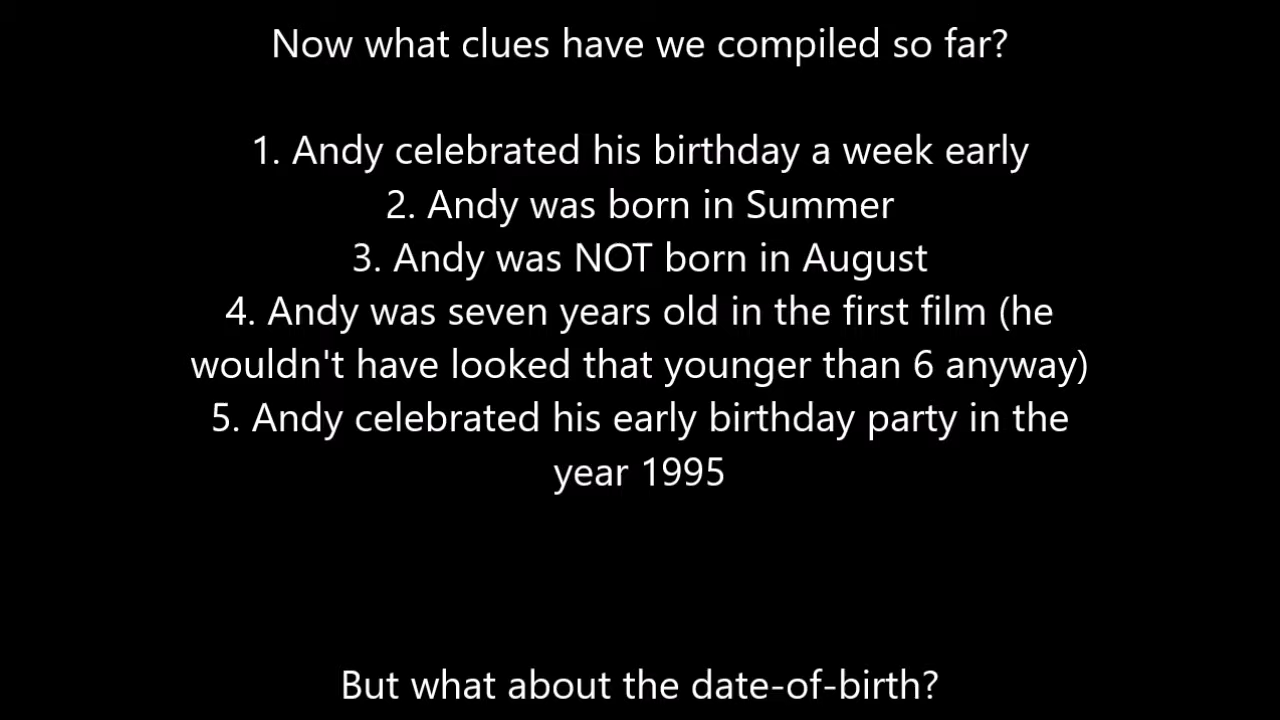 Now what clues have we compiled so far?
1. Andy celebrated his birthday a week early
2. Andy was born in Summer
3. Andy was NOT born in August
4. Andy was seven years old in the first film (he
wouldn't have looked that younger than 6 anyway)
5. Andy celebrated his early birthday party in the
year 1995
But what about the date-of-birth?